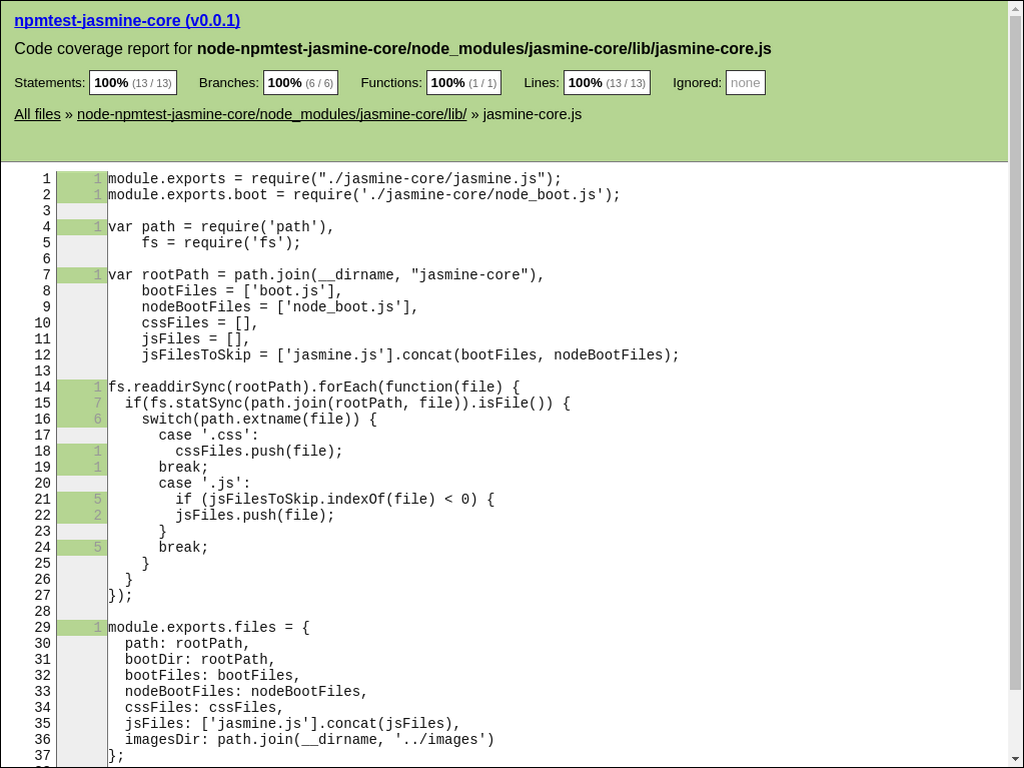 npmtest-jasmine-core (v0.0.1)
Code coverage report for node-npmtest-jasmine-core/node_modules/jasmine-core/lib/jasmine-core.js
Statements: 100% (13 / 13) Branches: 100% (6 / 6) Functions: 100% (1 / 1) Lines: 100% (13 / 13) Ignored: none
All files » node-npmtest-jasmine-core/node_modules/jasmine-core/lib/ » jasmine-core.js
1 1 module.exports = require("./jasmine-core/jasmine.js");
2 1 module.exports.boot = require('./jasmine-core/node_boot.js');
3
4 1 var path = require('path'),
5     fs = require('fs');
6
7 1 var rootPath = path.join(__dirname, "jasmine-core"),
8     bootFiles = ['boot.js'],
9     nodeBootFiles = ['node_boot.js'],
10     cssFiles = [],
11     jsFiles = [],
12     jsFilesToSkip = ['jasmine.js'].concat(bootFiles, nodeBootFiles);
13
14 1 fs.readdirSync(rootPath).forEach(function(file) {
15 7   if(fs.statSync(path.join(rootPath, file)).isFile()) {
16 6     switch(path.extname(file)) {
17       case '.css':
18 1         cssFiles.push(file);
19 1       break;
20       case '.js':
21 5         if (jsFilesToSkip.indexOf(file) < 0) {
22 2         jsFiles.push(file);
23       }
24 5       break;
25     }
26   }
27 });
28
29 1 module.exports.files = {
30   path: rootPath,
31   bootDir: rootPath,
32   bootFiles: bootFiles,
33   nodeBootFiles: nodeBootFiles,
34   cssFiles: cssFiles,
35   jsFiles: ['jasmine.js'].concat(jsFiles),
36   imagesDir: path.join(__dirname, '../images')
37 };